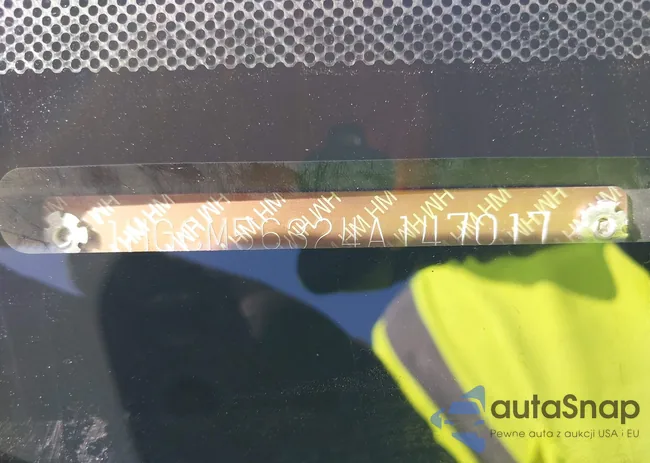 1HGCM56324A147017
autaSnap
Pewne auta z aukcji USA i EU